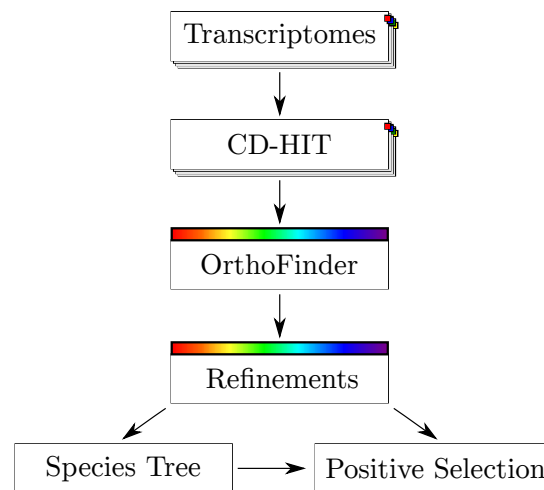 Transcriptomes
CD-HIT
OrthoFinder
Refinements
Species Tree
Positive Selection